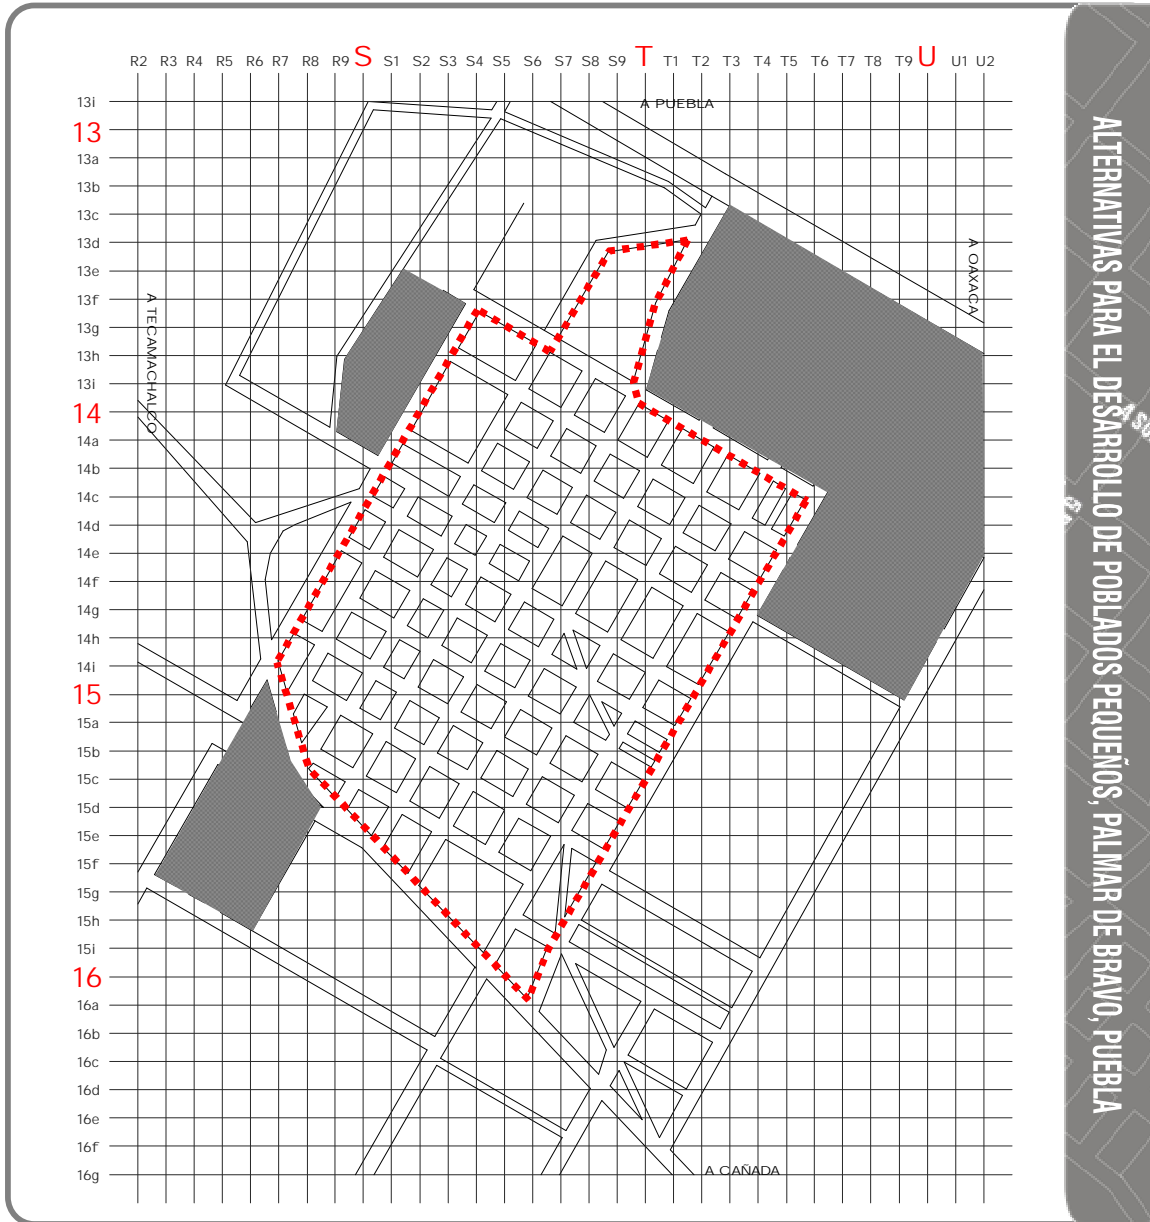 R2 R3 R4 R5 R6 R7 R8 R9 S S1 S2 S3 S4 S5 S6 S7 S8 S9 T T1 T2 T3 T4 T5 T6 T7 T8 T9 U U1 U2
13i
13
13a
13b
13c
13d
13e
13f
13g
13h
13i
14
14a
14b
14c
14d
14e
14f
14g
14h
14i
15
15a
15b
15c
15d
15e
15f
15g
15h
15i
16
16a
16b
16c
16d
16e
16f
16g
A PUEBLA
A OAXACA
A TECAMACHALCO
A CAÑADA
ALTERNATIVAS PARA EL DESARROLLO DE POBLADOS PEQUEÑOS, PALMAR DE BRAVO, PUEBLA